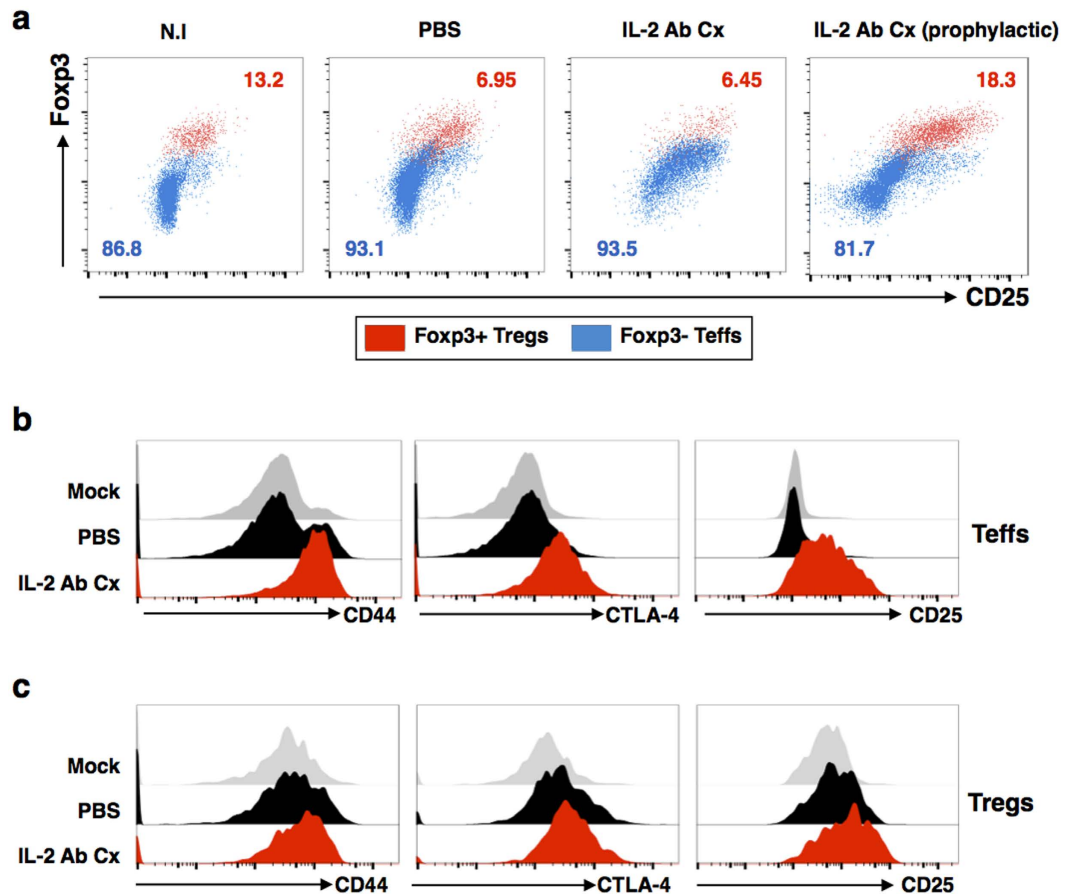 a
N.I
PBS
IL-2 Ab Cx
IL-2 Ab Cx (prophylactic)
Foxp3
13.2
6.95
6.45
18.3
86.8
93.1
93.5
81.7
CD25
Foxp3+ Tregs
Foxp3- Teffs
b
Mock
PBS
IL-2 Ab Cx
CD44
CTLA-4
CD25
Teffs
c
Mock
PBS
IL-2 Ab Cx
CD44
CTLA-4
CD25
Tregs